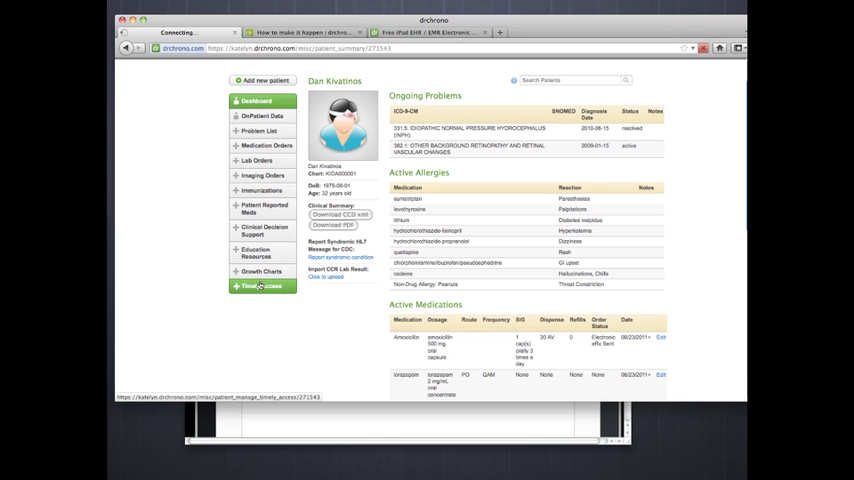 drchrono
Connecting...
How to make it happen : drchro...
Free iPad EHR / EMR Electronic ...
drchrono.com
https://katelyn.drchrono.com/misc/patient_summary/271543
Add new patient
Dan Kivatinos
Search Patients
Dashboard
OnPatient Data
Problem List
Medication Orders
Lab Orders
Imaging Orders
Immunizations
Patient Reported
Meds
Clinical Decision
Support
Education
Resources
Growth Charts
Timely Access
Dan Kivatinos
Chart: KIDA000001
DoB: 1979-08-01
Age: 32 years old
Clinical Summary:
Download CCD xml
Download PDF
Report Syndromic HL7
Message for CDC:
Report syndromic condition
Import CCR Lab Result:
Click to upload
Ongoing Problems
ICD-9-CM SNOMED Diagnosis Date Status Notes
331.5: IDIOPATHIC NORMAL PRESSURE HYDROCEPHALUS (INPH) 2010-06-15 resolved
362.1: OTHER BACKGROUND RETINOPATHY AND RETINAL VASCULAR CHANGES 2009-01-15 active
Active Allergies
Medication Reaction Notes
sumatriptan Paresthesias
levothyroxine Palpitations
lithium Diabetes insipidus
hydrochlorothiazide-lisinopril Hyperkalemia
hydrochlorothiazide-propranolol Dizziness
quetiapine Rash
chlorpheniramine/ibuprofen/pseudoephedrine GI upset
codeine Hallucinations, Chills
Non-Drug Allergy: Peanuts Throat Constriction
Active Medications
Medication Dosage Route Frequency SIG Dispense Refills Order Status Date
Amoxicillin amoxicillin 500 mg oral capsule 1 cap(s) orally 3 times a day 30 AV 0 Electronic eRx Sent 08/23/2011+ Edit
lorazepam lorazepam 2 mg/mL oral concentrate PO QAM None None None None 08/23/2011+ Edit
https://katelyn.drchrono.com/misc/patient_manage_timely_access/271543